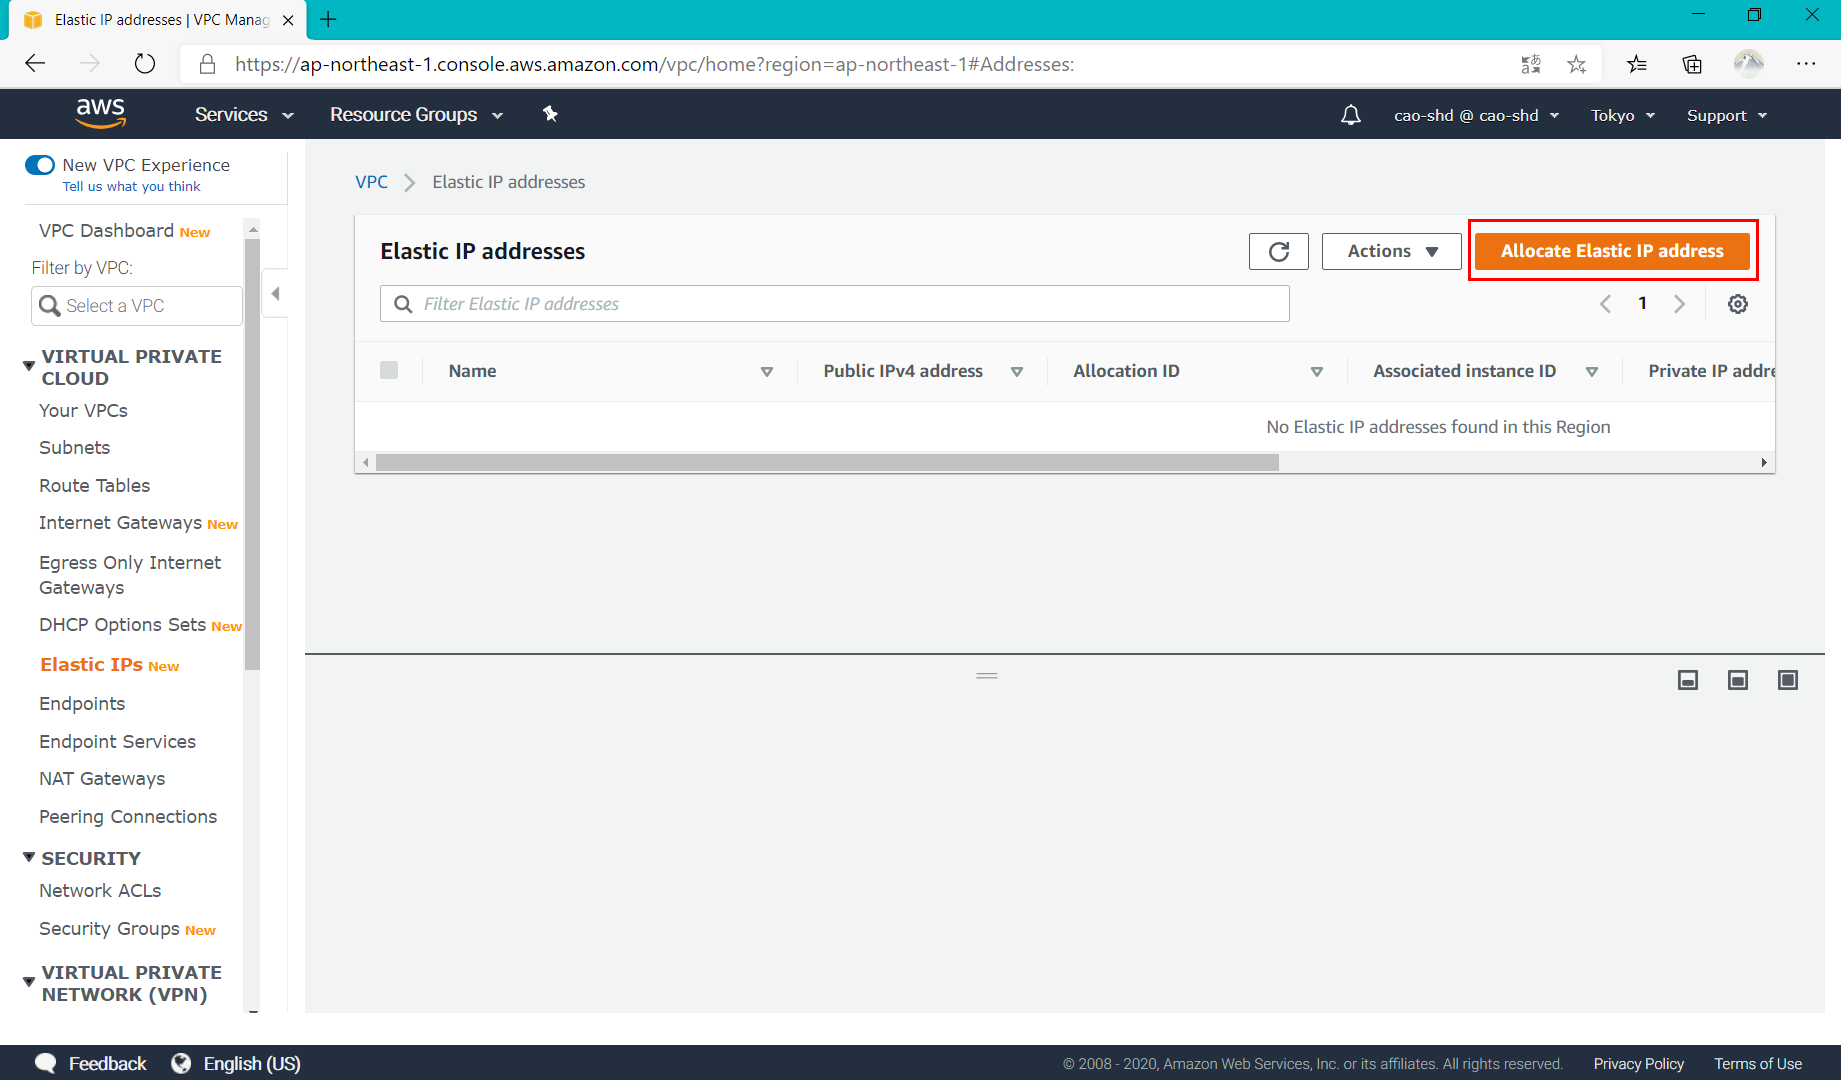 Elastic IP addresses | VPC Manag
https://ap-northeast-1.console.aws.amazon.com/vpc/home?region=ap-northeast-1#Addresses:
aws Services Resource Groups cao-shd @ cao-shd Tokyo Support
New VPC Experience
Tell us what you think
VPC Dashboard New
Filter by VPC:
Select a VPC
VIRTUAL PRIVATE
CLOUD
Your VPCs
Subnets
Route Tables
Internet Gateways New
Egress Only Internet
Gateways
DHCP Options Sets New
Elastic IPs New
Endpoints
Endpoint Services
NAT Gateways
Peering Connections
SECURITY
Network ACLs
Security Groups New
VIRTUAL PRIVATE
NETWORK (VPN)
VPC Elastic IP addresses
Elastic IP addresses Actions Allocate Elastic IP address
Filter Elastic IP addresses 1
Name Public IPv4 address Allocation ID Associated instance ID Private IP addre
No Elastic IP addresses found in this Region
Feedback English (US) © 2008 - 2020, Amazon Web Services, Inc. or its affiliates. All rights reserved. Privacy Policy Terms of Use